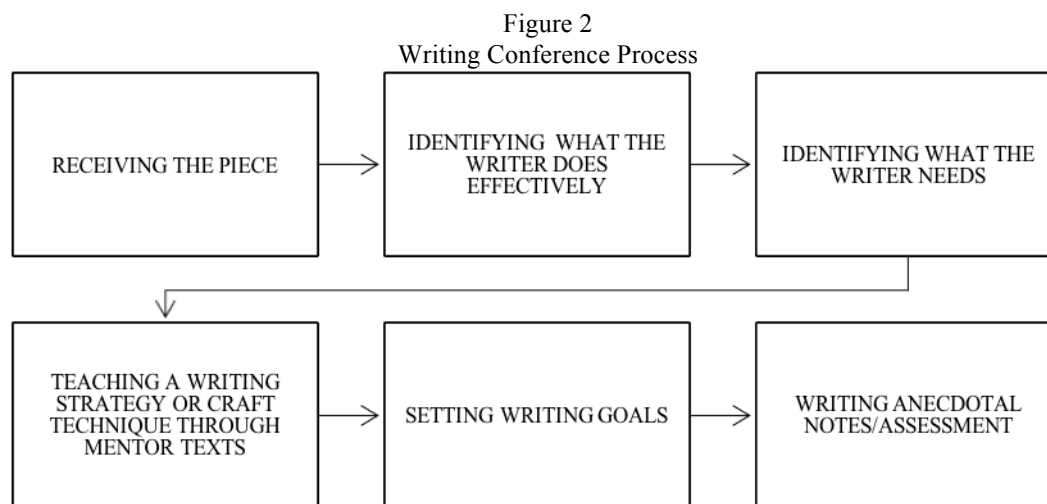 Figure 2
Writing Conference Process
RECEIVING THE PIECE
IDENTIFYING WHAT THE
WRITER DOES
EFFECTIVELY
IDENTIFYING WHAT THE
WRITER NEEDS
TEACHING A WRITING
STRATEGY OR CRAFT
TECHNIQUE THROUGH
MENTOR TEXTS
SETTING WRITING GOALS
WRITING ANECDOTAL
NOTES/ASSESSMENT